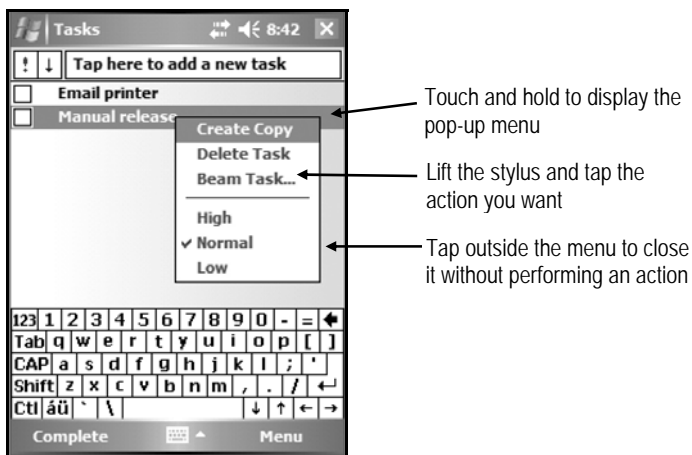 Tasks 8:42
! ↓ Tap here to add a new task
Email printer
Manual release
Create Copy
Delete Task
Beam Task...
High
✓ Normal
Low
Touch and hold to display the
pop-up menu
Lift the stylus and tap the
action you want
Tap outside the menu to close
it without performing an action
123 1 2 3 4 5 6 7 8 9 0 - = 🡄
Tab q w e r t y u i o p [ ]
CAP a s d f g h j k l ; '
Shift z x c v b n m , . / ↵
Ctl áü ` \ ↓ ↑ ← →
Complete Menu